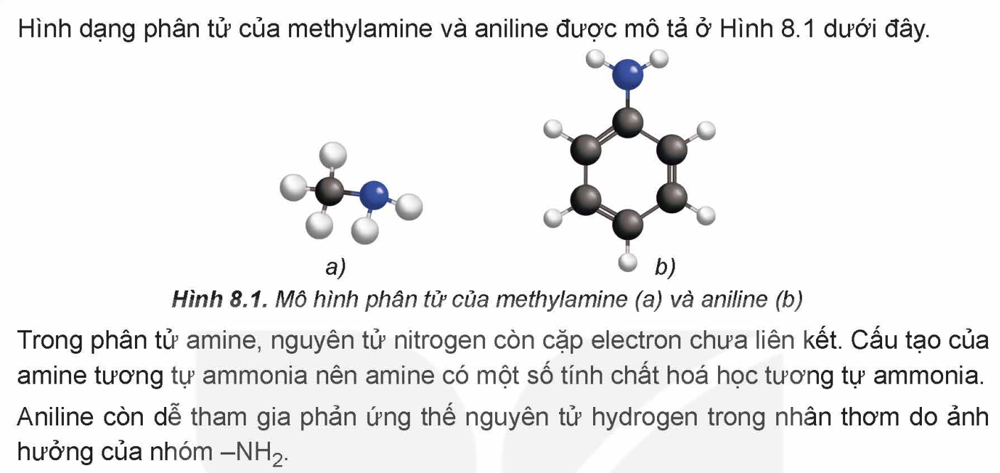 Hình dạng phân tử của methylamine và aniline được mô tả ở Hình 8.1 dưới đây.
a)
b)
Hình 8.1. Mô hình phân tử của methylamine (a) và aniline (b)
Trong phân tử amine, nguyên tử nitrogen còn cặp electron chưa liên kết. Cấu tạo của
amine tương tự ammonia nên amine có một số tính chất hoá học tương tự ammonia.
Aniline còn dễ tham gia phản ứng thế nguyên tử hydrogen trong nhân thơm do ảnh
hưởng của nhóm –NH₂.